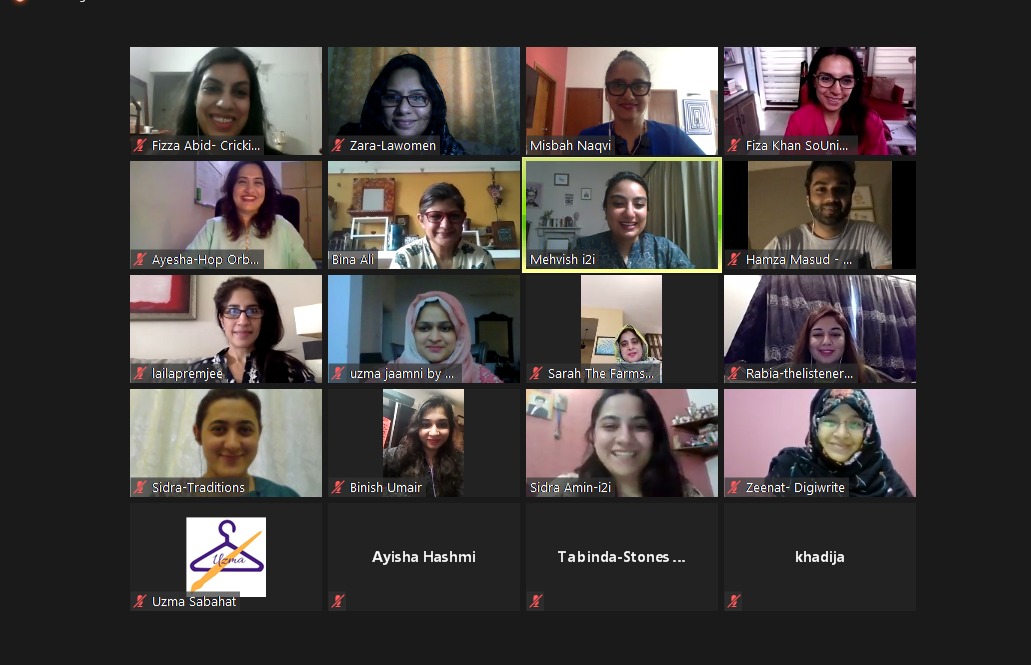 Fizza Abid- Cricki...
Zara-Lawomen
Misbah Naqvi
Fiza Khan SoUni...
Ayesha-Hop Orb...
Bina Ali
Mehvish i2i
Hamza Masud - ...
lailapremjee
uzma jaamni by ...
Sarah The Farms...
Rabia-thelistener...
Sidra-Traditions
Binish Umair
Sidra Amin-i2i
Zeenat- Digiwrite
Uzma
Uzma Sabahat
Ayisha Hashmi
Tabinda-Stones ...
khadija